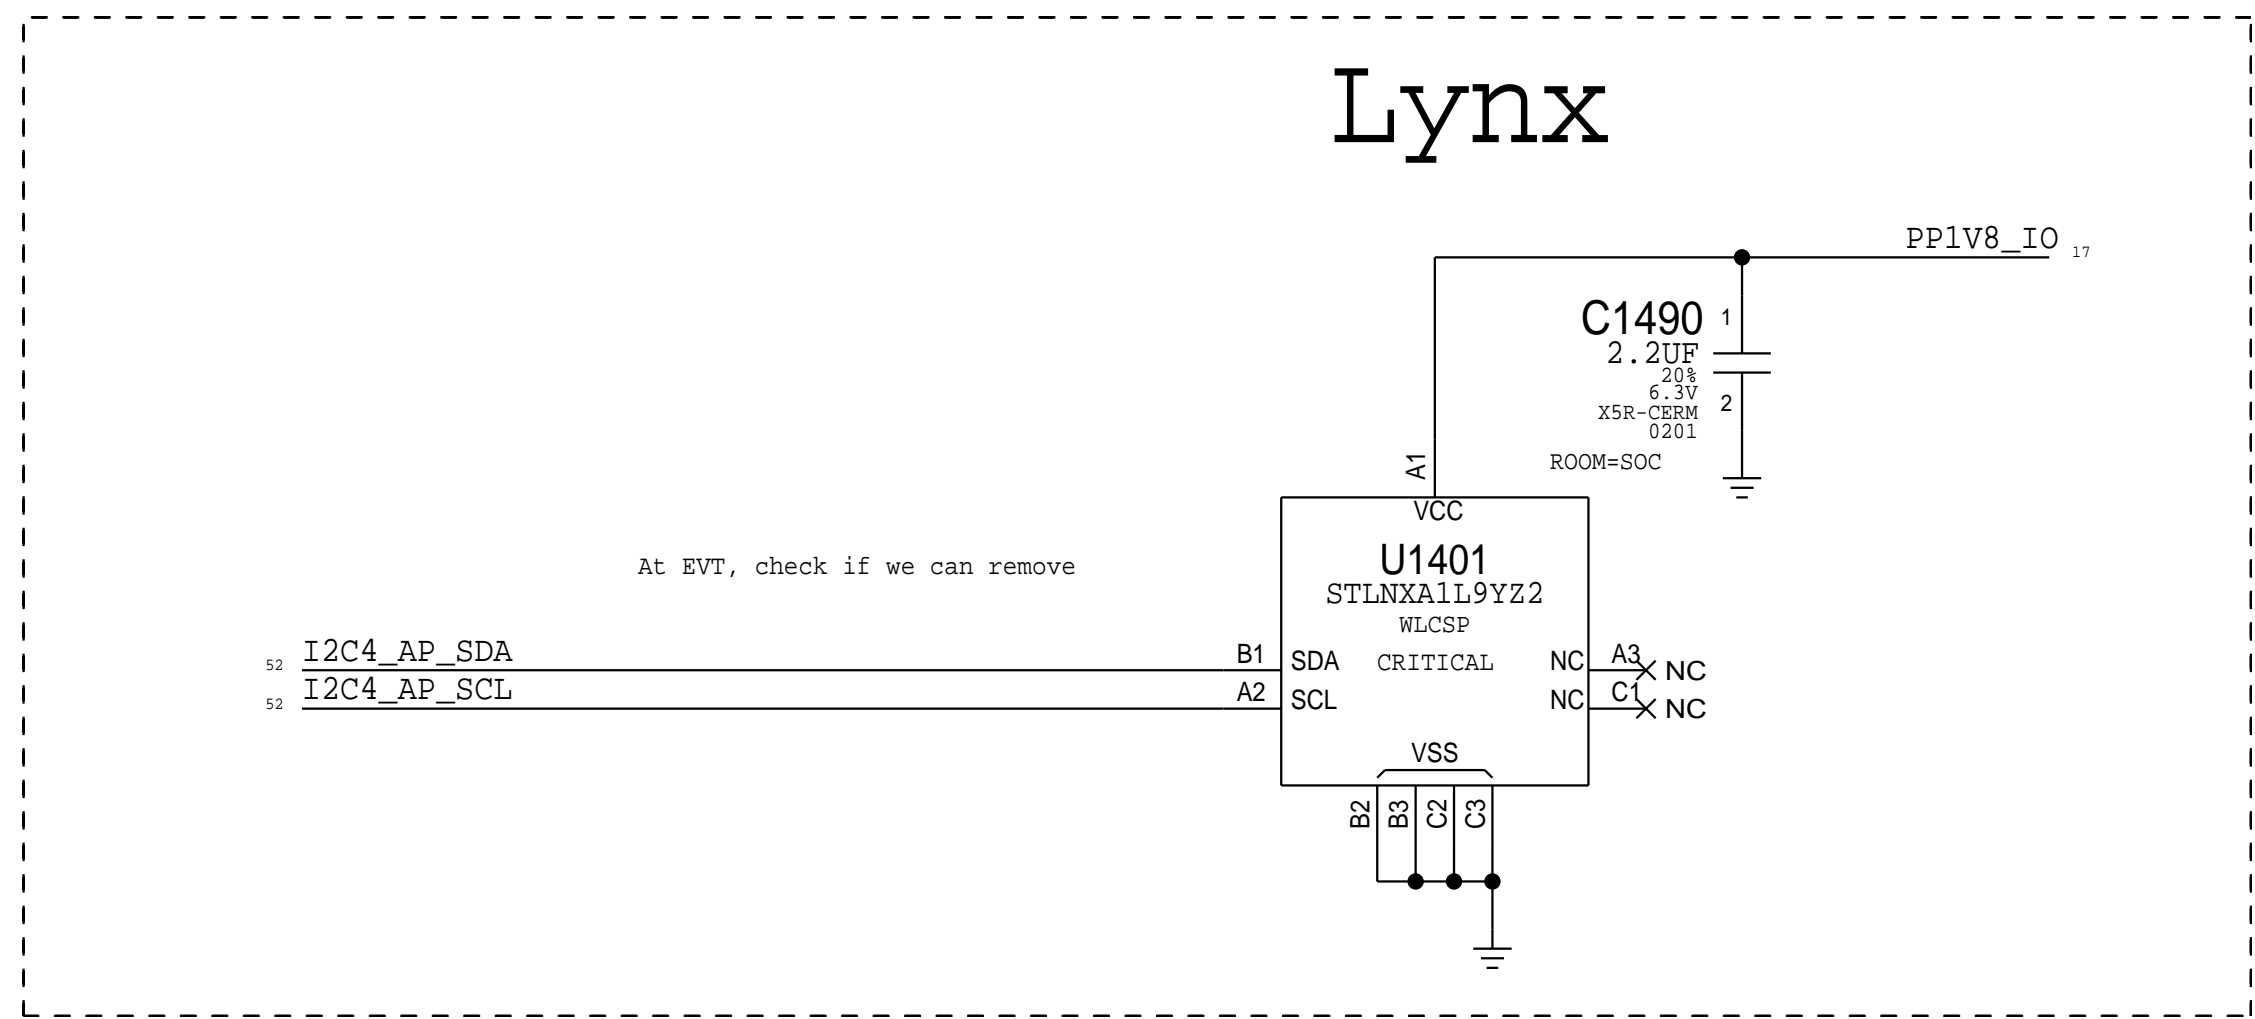 Lynx
PP1V8_IO 17
C1490 1
2.2UF
20%
6.3V
X5R-CERM 2
0201
ROOM=SOC
A1
VCC
U1401
At EVT, check if we can remove
STLNXA1L9YZ2
WLCSP
52 I2C4_AP_SDA B1 SDA CRITICAL NC A3 NC
52 I2C4_AP_SCL A2 SCL NC C1 NC
VSS
B2 B3 C2 C3